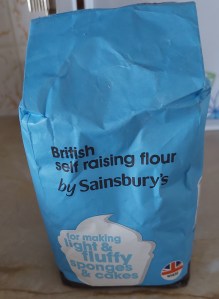 British
self raising flour
by Sainsbury's
for making
light &
fluffy
sponges
& cakes